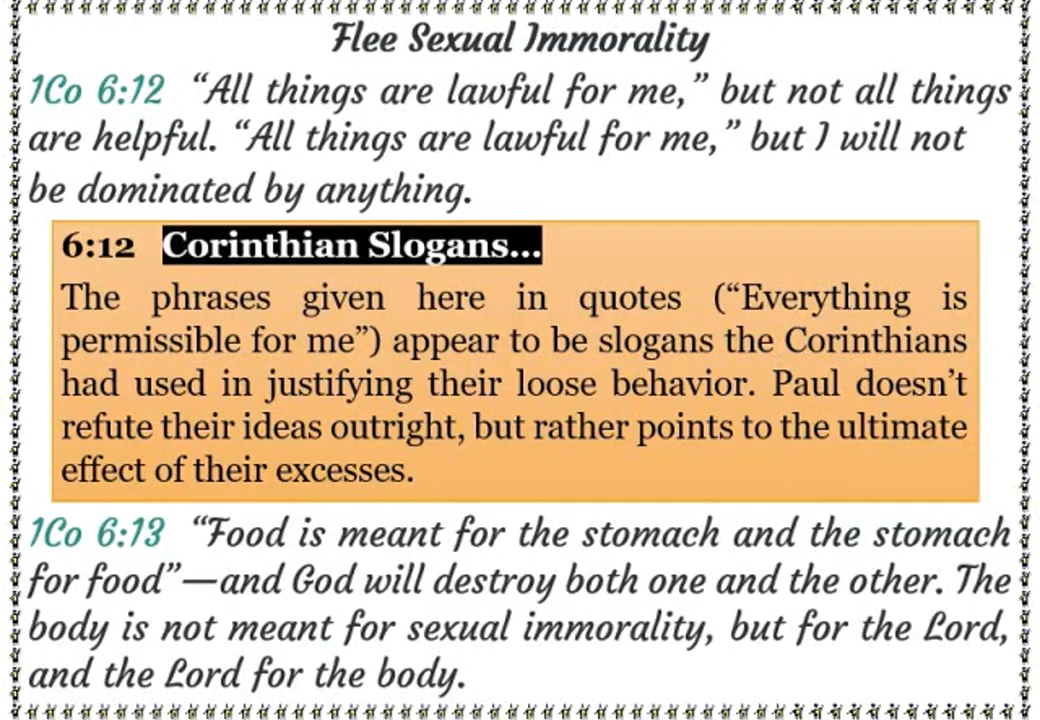 Flee Sexual Immorality
1Co 6:12 “All things are lawful for me,” but not all things
are helpful. “All things are lawful for me,” but I will not
be dominated by anything.
6:12 Corinthian Slogans...
The phrases given here in quotes (“Everything is
permissible for me”) appear to be slogans the Corinthians
had used in justifying their loose behavior. Paul doesn’t
refute their ideas outright, but rather points to the ultimate
effect of their excesses.
1Co 6:13 “Food is meant for the stomach and the stomach
for food”—and God will destroy both one and the other. The
body is not meant for sexual immorality, but for the Lord,
and the Lord for the body.